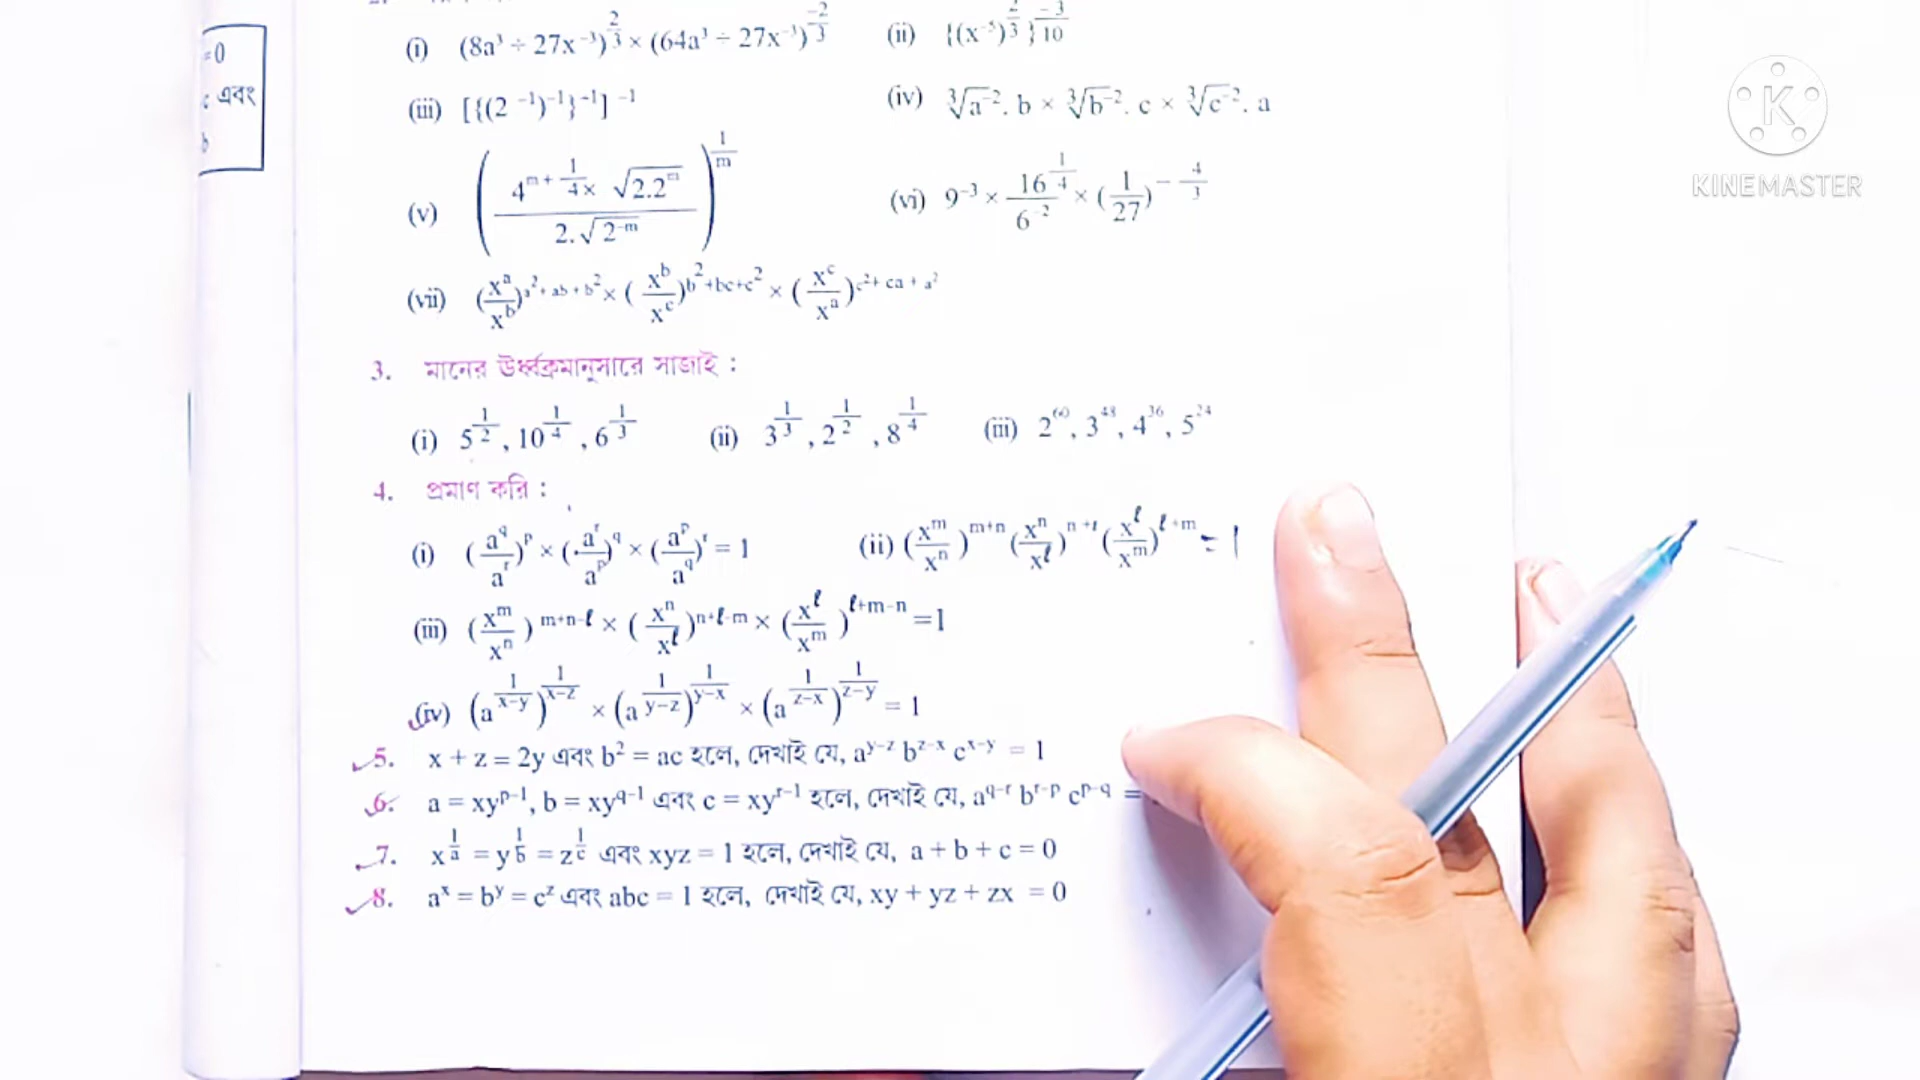 =0
c এবং
b
(i) (8a³ ÷ 27x⁻³)^(2/3) × (64a³ ÷ 27x⁻³)^(-2/3) (ii) {(x⁻⁵)^(2/3)}^(-3/10)
(iii) [{(2⁻¹)⁻¹}⁻¹]⁻¹ (iv) ∛a⁻². b × ∛b⁻². c × ∛c⁻². a
(v) ((4^(m+1/4) × √2.2^m) / (2.√2^-m))^(1/m) (vi) 9⁻³ × 16^(1/4) / 6⁻² × (1/27)^(-4/3)
(vii) (x^a/x^b)^(a²+ab+b²) × (x^b/x^c)^(b²+bc+c²) × (x^c/x^a)^(c²+ca+a²)
3. মানের ঊর্ধ্বক্রমানুসারে সাজাই :
(i) 5^(1/2), 10^(1/4), 6^(1/3) (ii) 3^(1/3), 2^(1/2), 8^(1/4) (iii) 2⁶⁰, 3⁴⁸, 4³⁶, 5²⁴
4. প্রমাণ করি :
(i) (a^q/a^r)^p × (a^r/a^p)^q × (a^p/a^q)^r = 1 (ii) (x^m/x^n)^(m+n) (x^n/x^ℓ)^(n+ℓ) (x^ℓ/x^m)^(ℓ+m) = 1
(iii) (x^m/x^n)^(m+n-ℓ) × (x^n/x^ℓ)^(n+ℓ-m) × (x^ℓ/x^m)^(ℓ+m-n) =1
(iv) (a^(1/(x-y)))^(1/(x-z)) × (a^(1/(y-z)))^(1/(y-x)) × (a^(1/(z-x)))^(1/(z-y)) = 1
5. x + z = 2y এবং b² = ac হলে, দেখাই যে, a^(y-z) b^(z-x) c^(x-y) = 1
6. a = xy^(p-1), b = xy^(q-1) এবং c = xy^(r-1) হলে, দেখাই যে, a^(q-r) b^(r-p) c^(p-q) =
7. x^(1/a) = y^(1/b) = z^(1/c) এবং xyz = 1 হলে, দেখাই যে, a + b + c = 0
8. a^x = b^y = c^z এবং abc = 1 হলে, দেখাই যে, xy + yz + zx = 0
K
KINEMASTER